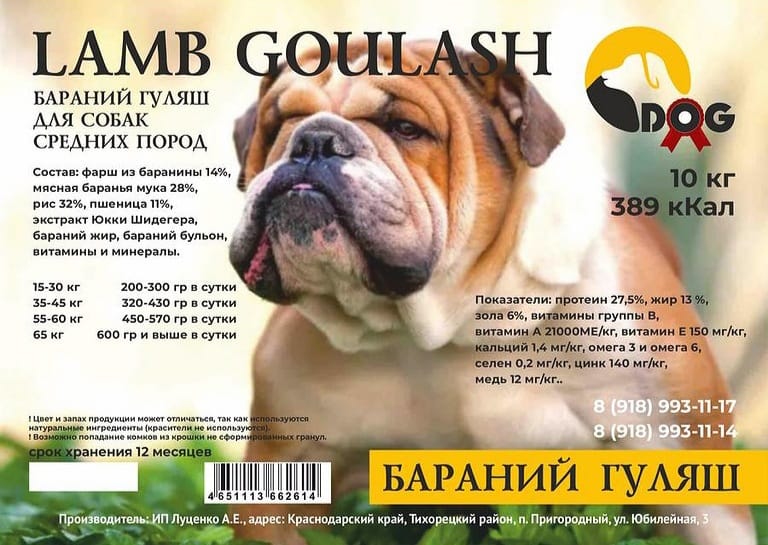 LAMB GOULASH
БАРАНИЙ ГУЛЯШ
ДЛЯ СОБАК
СРЕДНИХ ПОРОД
DOG
10 кг
389 кКал
Состав: фарш из баранины 14%,
мясная баранья мука 28%,
рис 32%, пшеница 11%,
экстракт Юкки Шидегера,
бараний жир, бараний бульон,
витамины и минералы.
15-30 кг 200-300 гр в сутки
35-45 кг 320-430 гр в сутки
55-60 кг 450-570 гр в сутки
65 кг 600 гр и выше в сутки
Показатели: протеин 27,5%, жир 13 %,
зола 6%, витамины группы В,
витамин А 21000МЕ/кг, витамин Е 150 мг/кг,
кальций 1,4 мг/кг, омега 3 и омега 6,
селен 0,2 мг/кг, цинк 140 мг/кг,
медь 12 мг/кг..
8 (918) 993-11-17
8 (918) 993-11-14
! Цвет и запах продукции может отличаться, так как используются
натуральные ингредиенты (красители не используются).
! Возможно попадание комков из крошки не сформированных гранул.
срок хранения 12 месяцев
4 651113 662614
БАРАНИЙ ГУЛЯШ
Производитель: ИП Луценко А.Е., адрес: Краснодарский край, Тихорецкий район, п. Пригородный, ул. Юбилейная, 3